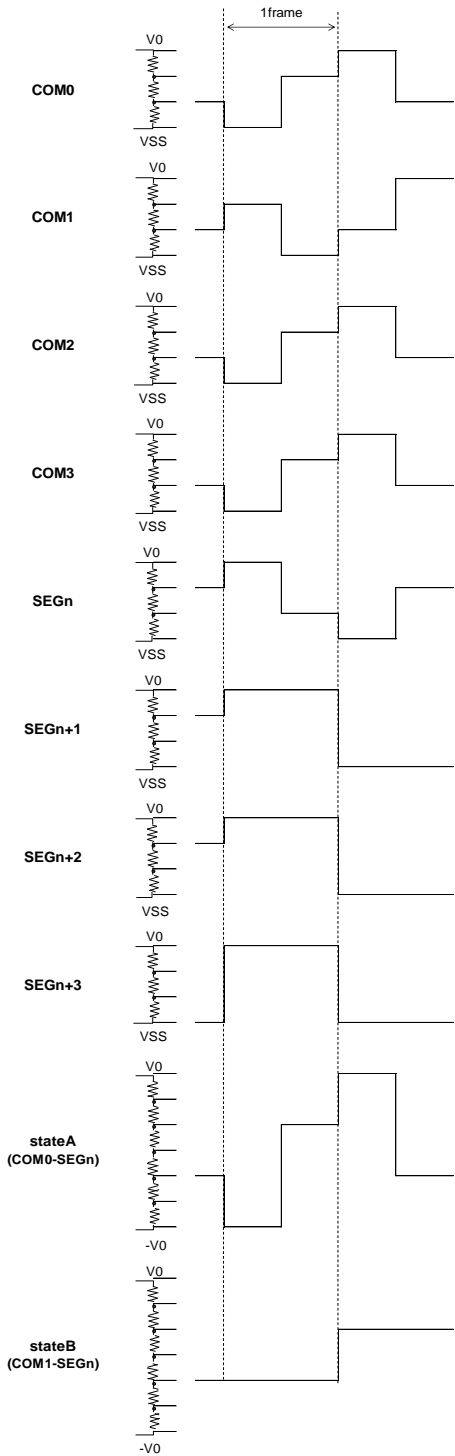 1frame
V0
COM0
VSS
V0
COM1
VSS
V0
COM2
VSS
V0
COM3
VSS
V0
SEGn
VSS
V0
SEGn+1
VSS
V0
SEGn+2
VSS
V0
SEGn+3
VSS
V0
stateA
(COM0-SEGn)
-V0
V0
stateB
(COM1-SEGn)
-V0